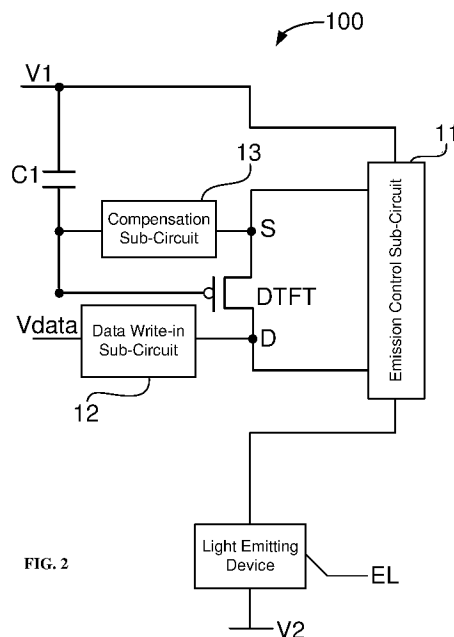 100
V1
11
C1
13
Compensation
Sub-Circuit
S
Emission Control Sub-Circuit
DTFT
Vdata
Data Write-in
Sub-Circuit
D
12
Light Emitting
Device
FIG. 2
EL
V2